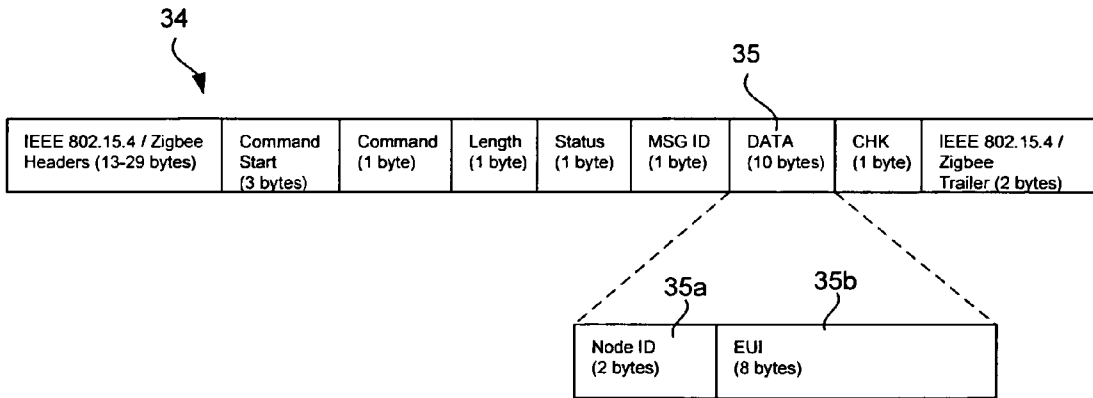 34
35
IEEE 802.15.4 / Zigbee
Headers (13-29 bytes)
Command
Start
(3 bytes)
Command
(1 byte)
Length
(1 byte)
Status
(1 byte)
MSG ID
(1 byte)
DATA
(10 bytes)
CHK
(1 byte)
IEEE 802.15.4 /
Zigbee
Trailer (2 bytes)
35a
35b
Node ID
(2 bytes)
EUI
(8 bytes)